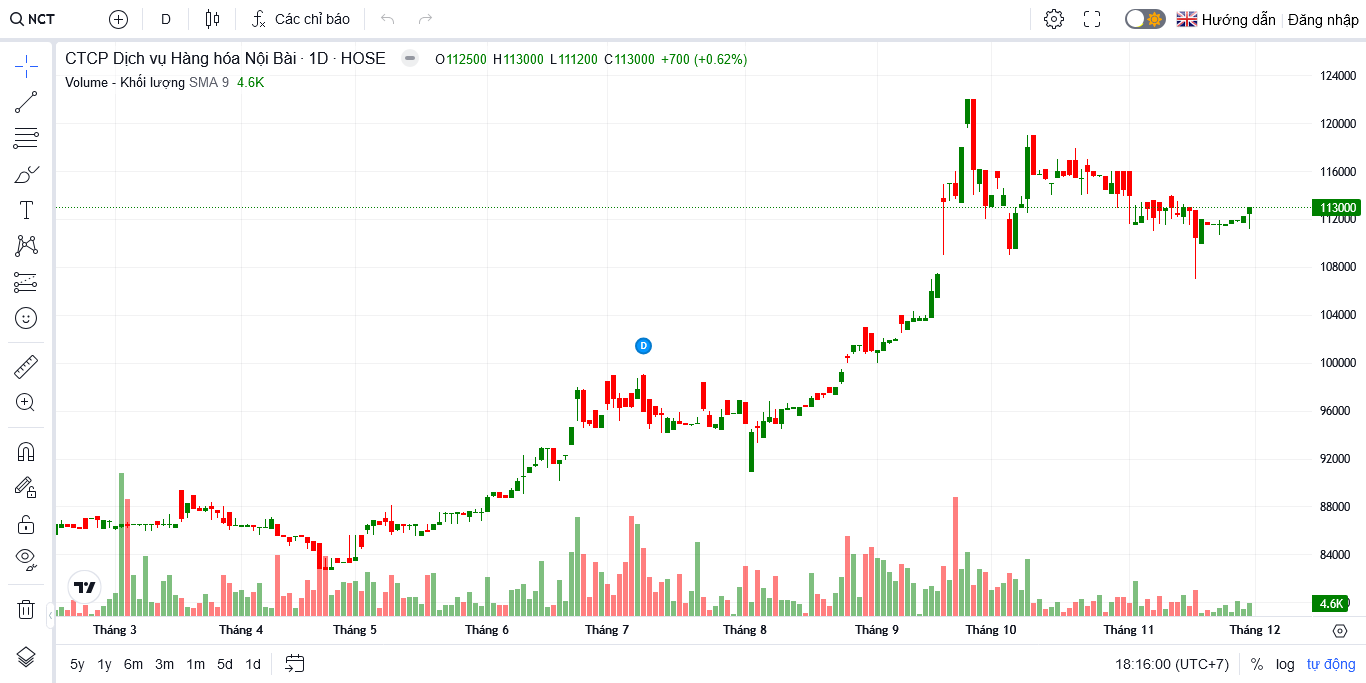 NCT D Các chỉ báo Hướng dẫn Đăng nhập
CTCP Dịch vụ Hàng hóa Nội Bài · 1D · HOSE O112500 H113000 L111200 C113000 +700 (+0.62%)
Volume - Khối lượng SMA 9 4.6K
124000
120000
116000
113000
112000
108000
104000
100000
96000
92000
88000
84000
4.6K
D
Tháng 3 Tháng 4 Tháng 5 Tháng 6 Tháng 7 Tháng 8 Tháng 9 Tháng 10 Tháng 11 Tháng 12
5y 1y 6m 3m 1m 5d 1d 18:16:00 (UTC+7) % log tự động